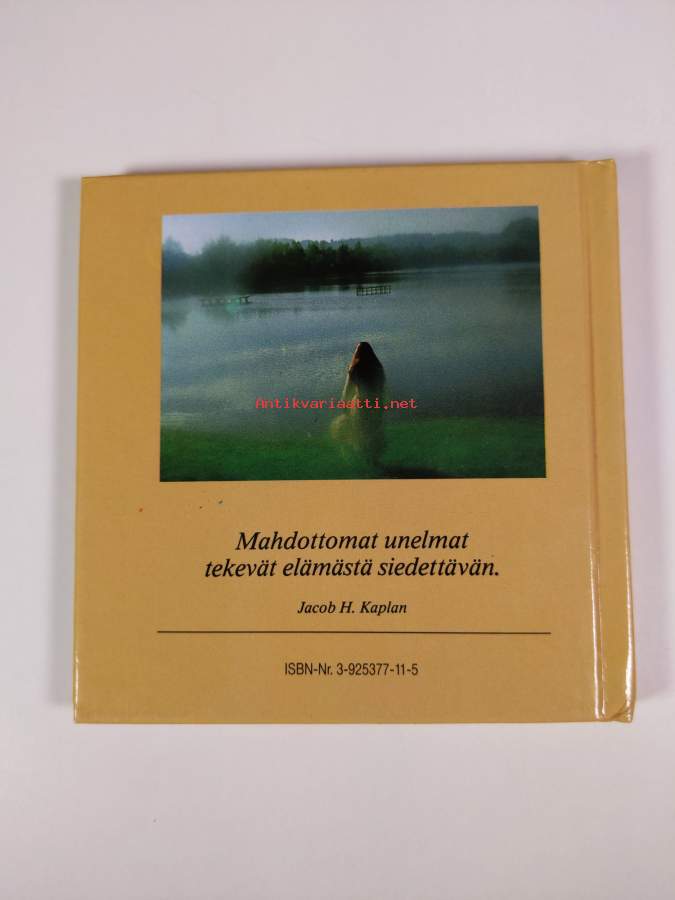 Antikvariaatti.net
Mahdottomat unelmat
tekevät elämästä siedettävän.
Jacob H. Kaplan
ISBN-Nr. 3-925377-11-5